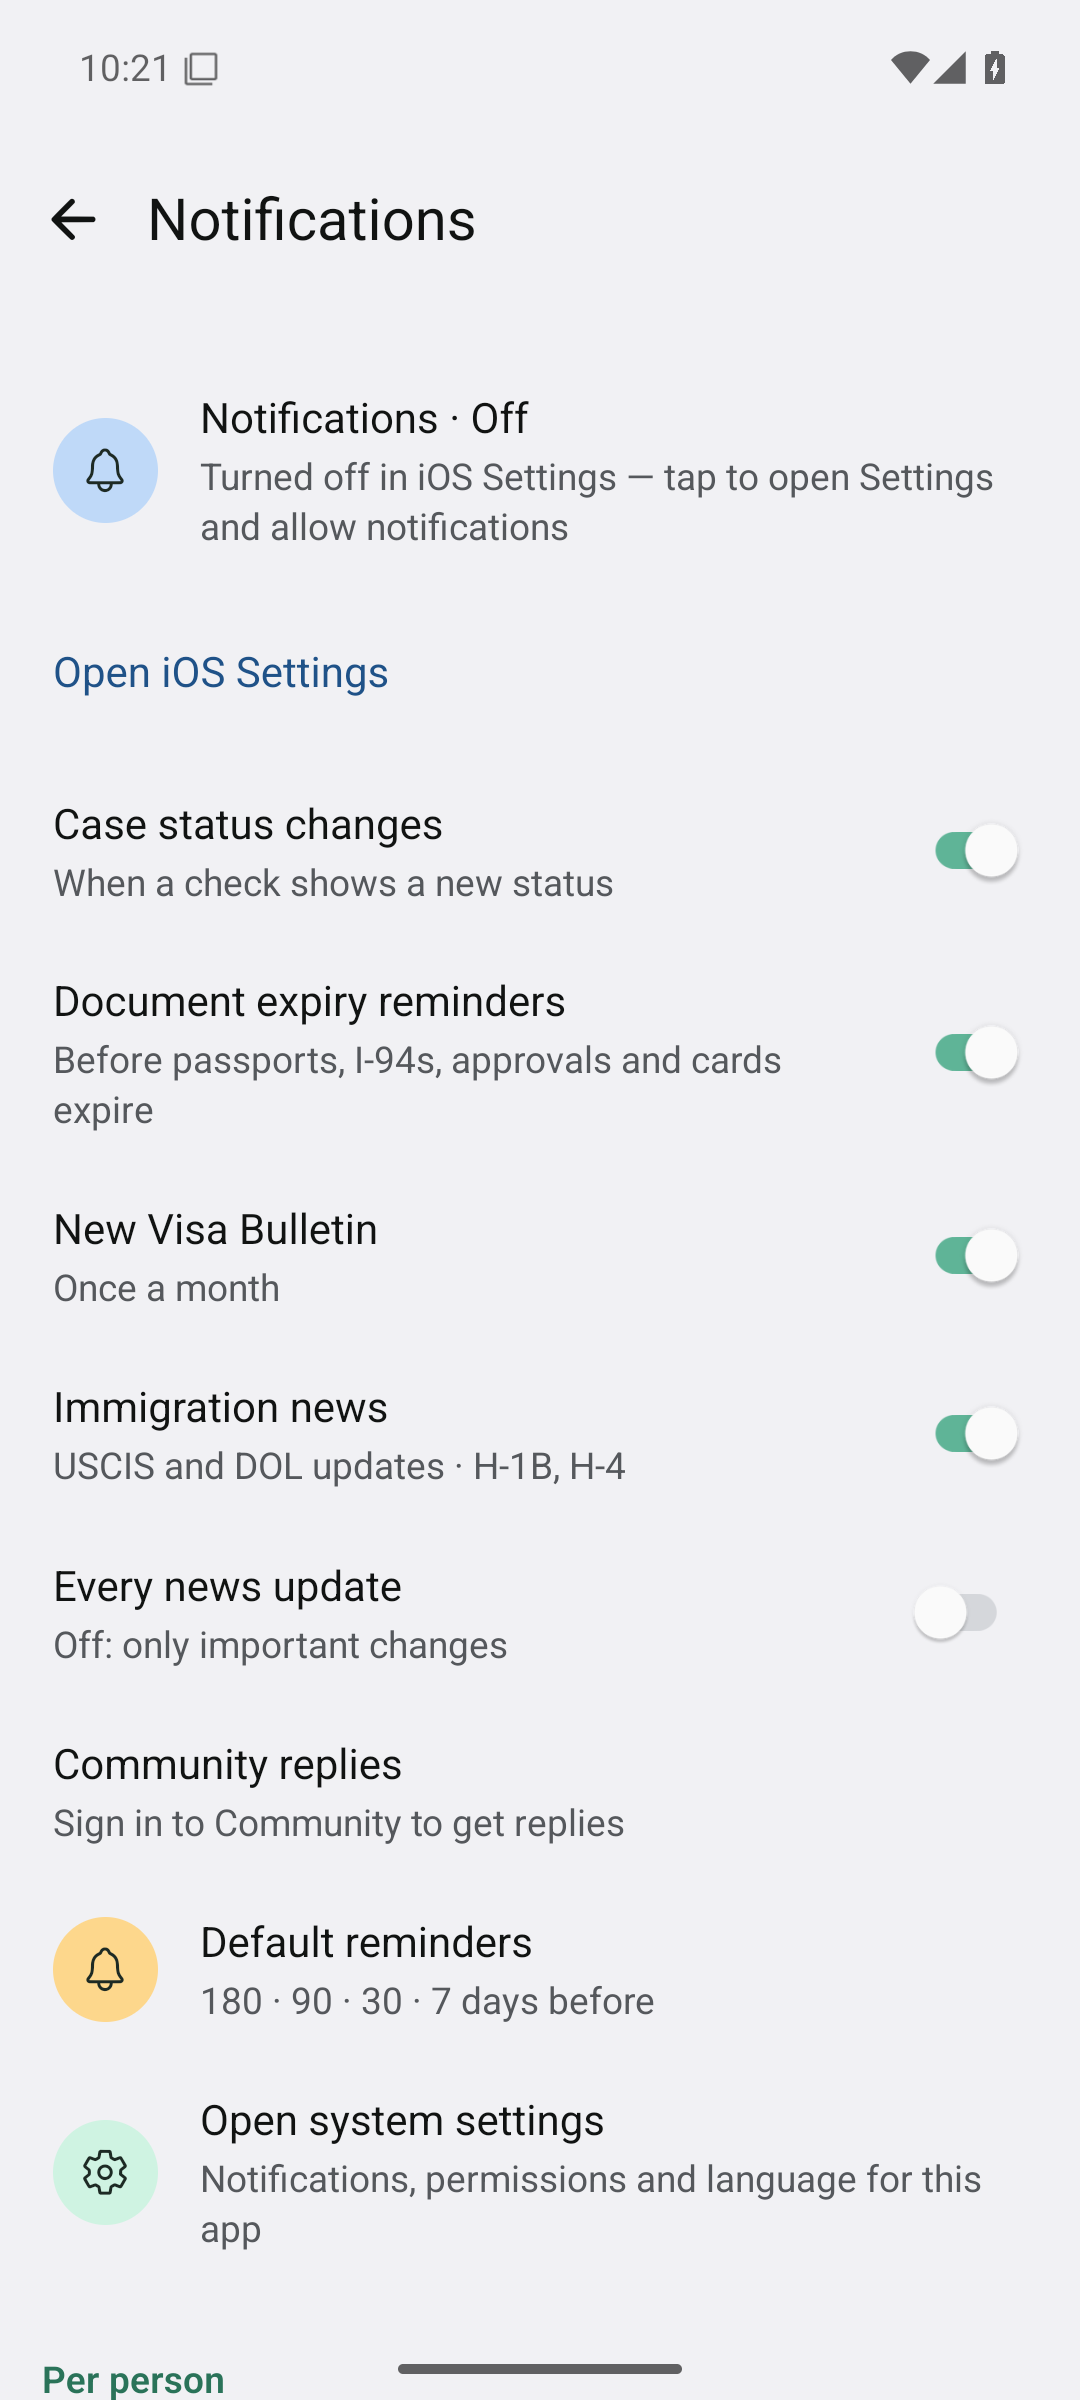 10:21
Notifications
Notifications · Off
Turned off in iOS Settings — tap to open Settings
and allow notifications
Open iOS Settings
Case status changes
When a check shows a new status
Document expiry reminders
Before passports, I-94s, approvals and cards
expire
New Visa Bulletin
Once a month
Immigration news
USCIS and DOL updates · H-1B, H-4
Every news update
Off: only important changes
Community replies
Sign in to Community to get replies
Default reminders
180 · 90 · 30 · 7 days before
Open system settings
Notifications, permissions and language for this
app
Per person